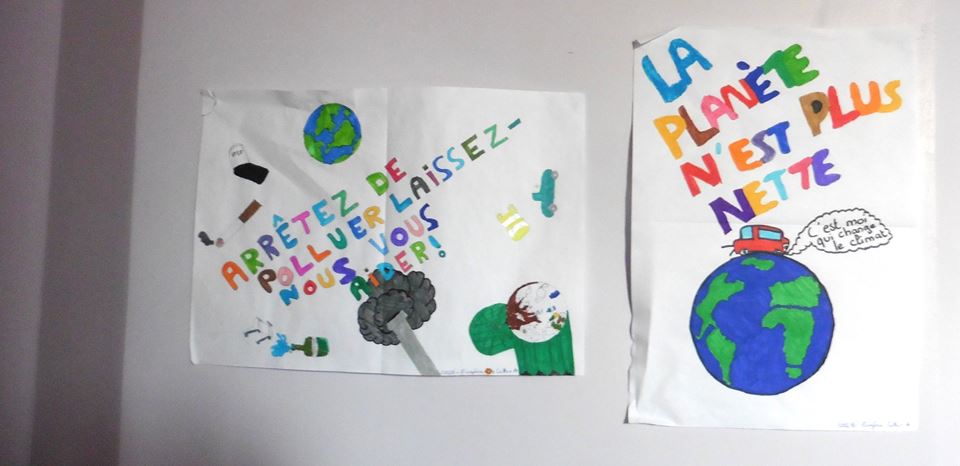 ARRÊTEZ DE
POLLUER LAISSEZ-
NOUS VOUS
AiDER!
LA
PLANÈTE
N'EST PLUS
NETTE
C'est moi
qui change
le climat